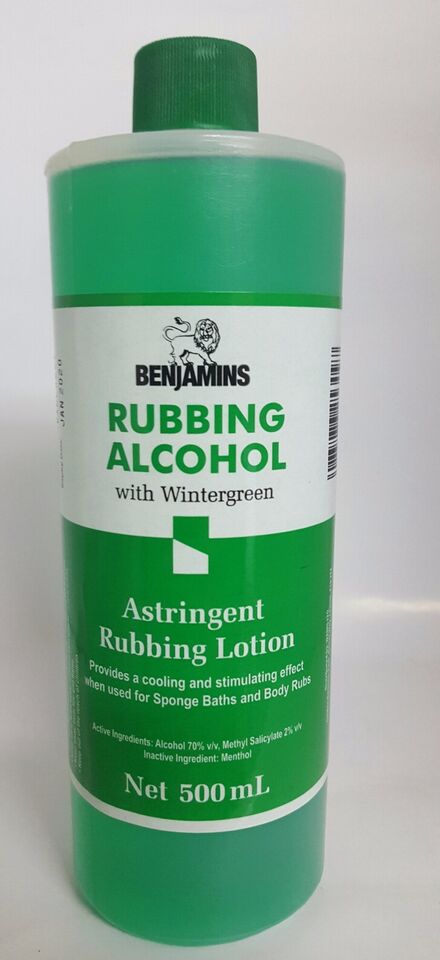 BENJAMINS
RUBBING
ALCOHOL
with Wintergreen
Astringent
Rubbing Lotion
Provides a cooling and stimulating effect
when used for Sponge Baths and Body Rubs
Active Ingredients: Alcohol 70% v/v, Methyl Salicylate 2% v/v
Inactive Ingredient: Menthol
Net 500 mL
JAN 2020